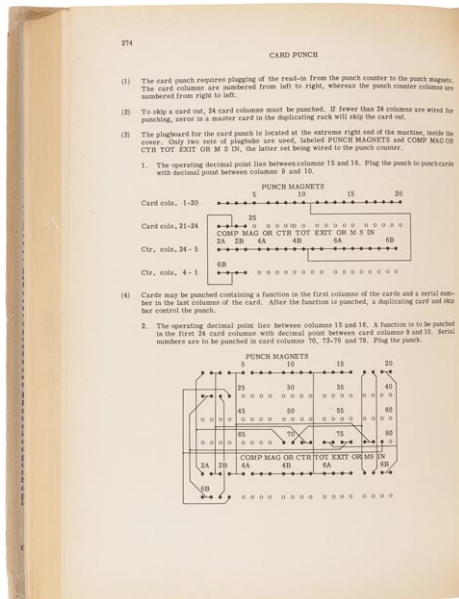 274
CARD PUNCH
(1) The card punch requires plugging of the read-in from the punch counter to the punch magnets.
The card columns are numbered from left to right, whereas the punch counter columns are
numbered from right to left.
(2) To skip a card out, 24 card columns must be punched. If fewer than 24 columns are wired for
punching, zeros in a master card in the duplicating rack will skip the card out.
(3) The plugboard for the card punch is located at the extreme right end of the machine, inside the
cover. Only two sets of plughubs are used, labeled PUNCH MAGNETS and COMP MAG OR
CTR TOT EXIT OR M S IN, the latter set being wired to the punch counter.
1. The operating decimal point lies between columns 15 and 16. Plug the punch to punch cards
with decimal point between columns 9 and 10.
PUNCH MAGNETS
5 10 15 20
Card cols. 1-20
25
Card cols. 21-24
COMP MAG OR CTR TOT EXIT OR M S IN
2A 2B 4A 4B 6A 6B
Ctr. cols. 24 - 5
6B
Ctr. cols. 4 - 1
(4) Cards may be punched containing a function in the first columns of the cards and a serial num-
ber in the last columns of the card. After the function is punched, a duplicating card and skip
bar control the punch.
2. The operating decimal point lies between columns 15 and 16. A function is to be punched
in the first 24 card columns with decimal point between card columns 9 and 10. Serial
numbers are to be punched in card columns 70, 73-76 and 79. Plug the punch.
PUNCH MAGNETS
5 10 15 20
25 30 35 40
45 50 55 60
65 70 75 80
COMP MAG OR CTR TOT EXIT OR MS IN
2A 2B 4A 4B 6A 6B
6B